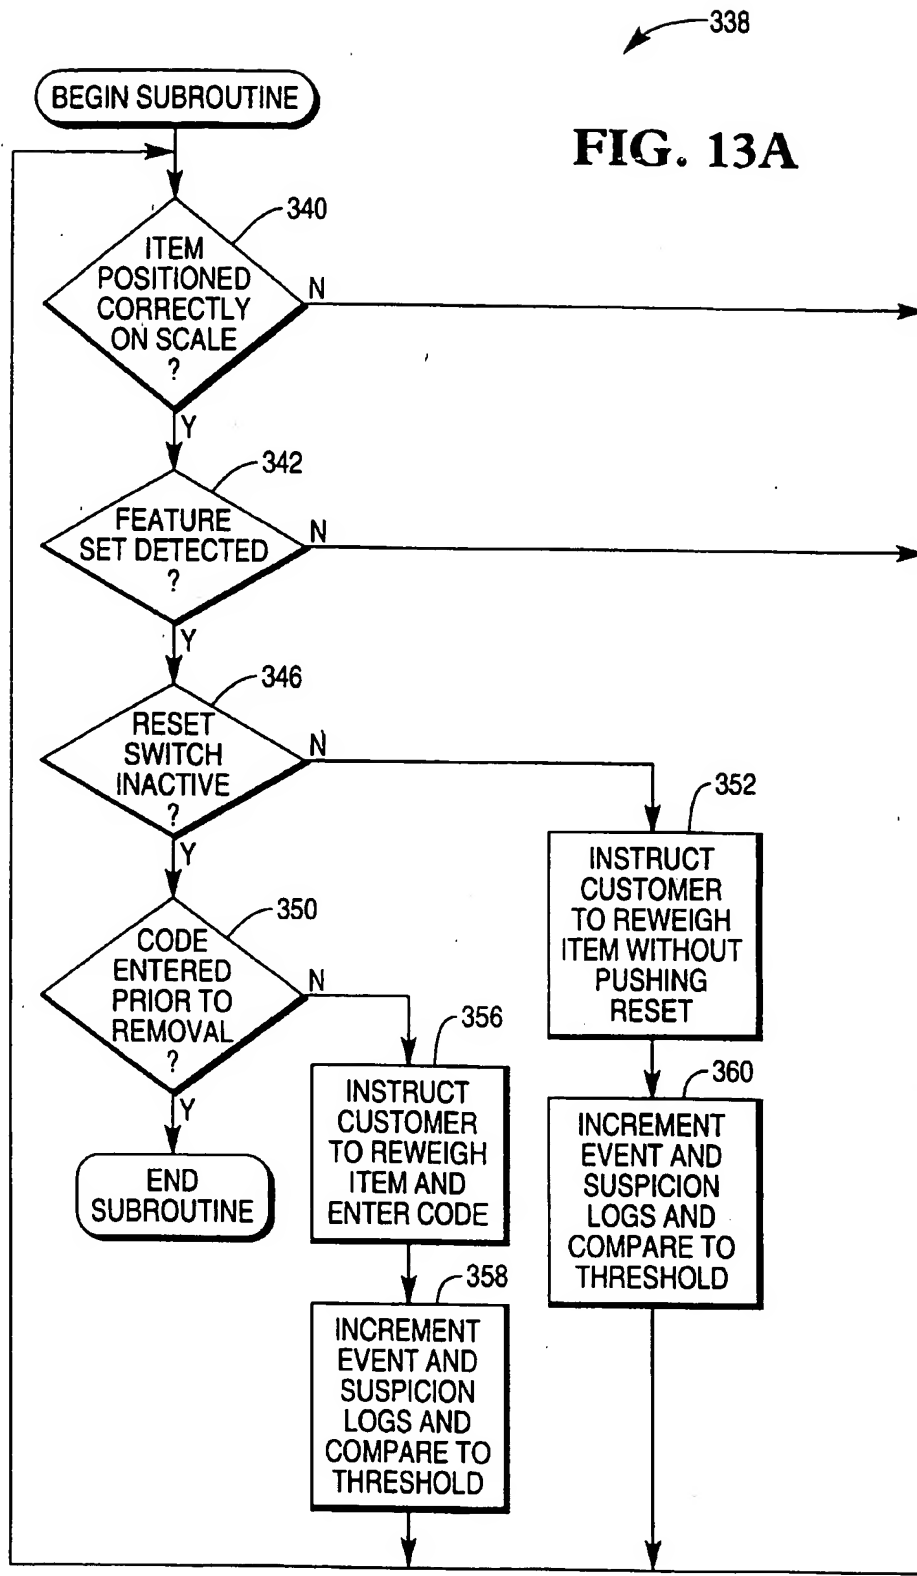 338
BEGIN SUBROUTINE
FIG. 13A
340
ITEM
POSITIONED
CORRECTLY
ON SCALE
?
N
Y
342
FEATURE
SET DETECTED
?
N
Y
346
RESET
SWITCH
INACTIVE
?
N
Y
352
INSTRUCT
CUSTOMER
TO REWEIGH
ITEM WITHOUT
PUSHING
RESET
350
CODE
ENTERED
PRIOR TO
REMOVAL
?
N
Y
356
INSTRUCT
CUSTOMER
TO REWEIGH
ITEM AND
ENTER CODE
360
INCREMENT
EVENT AND
SUSPICION
LOGS AND
COMPARE TO
THRESHOLD
END
SUBROUTINE
358
INCREMENT
EVENT AND
SUSPICION
LOGS AND
COMPARE TO
THRESHOLD